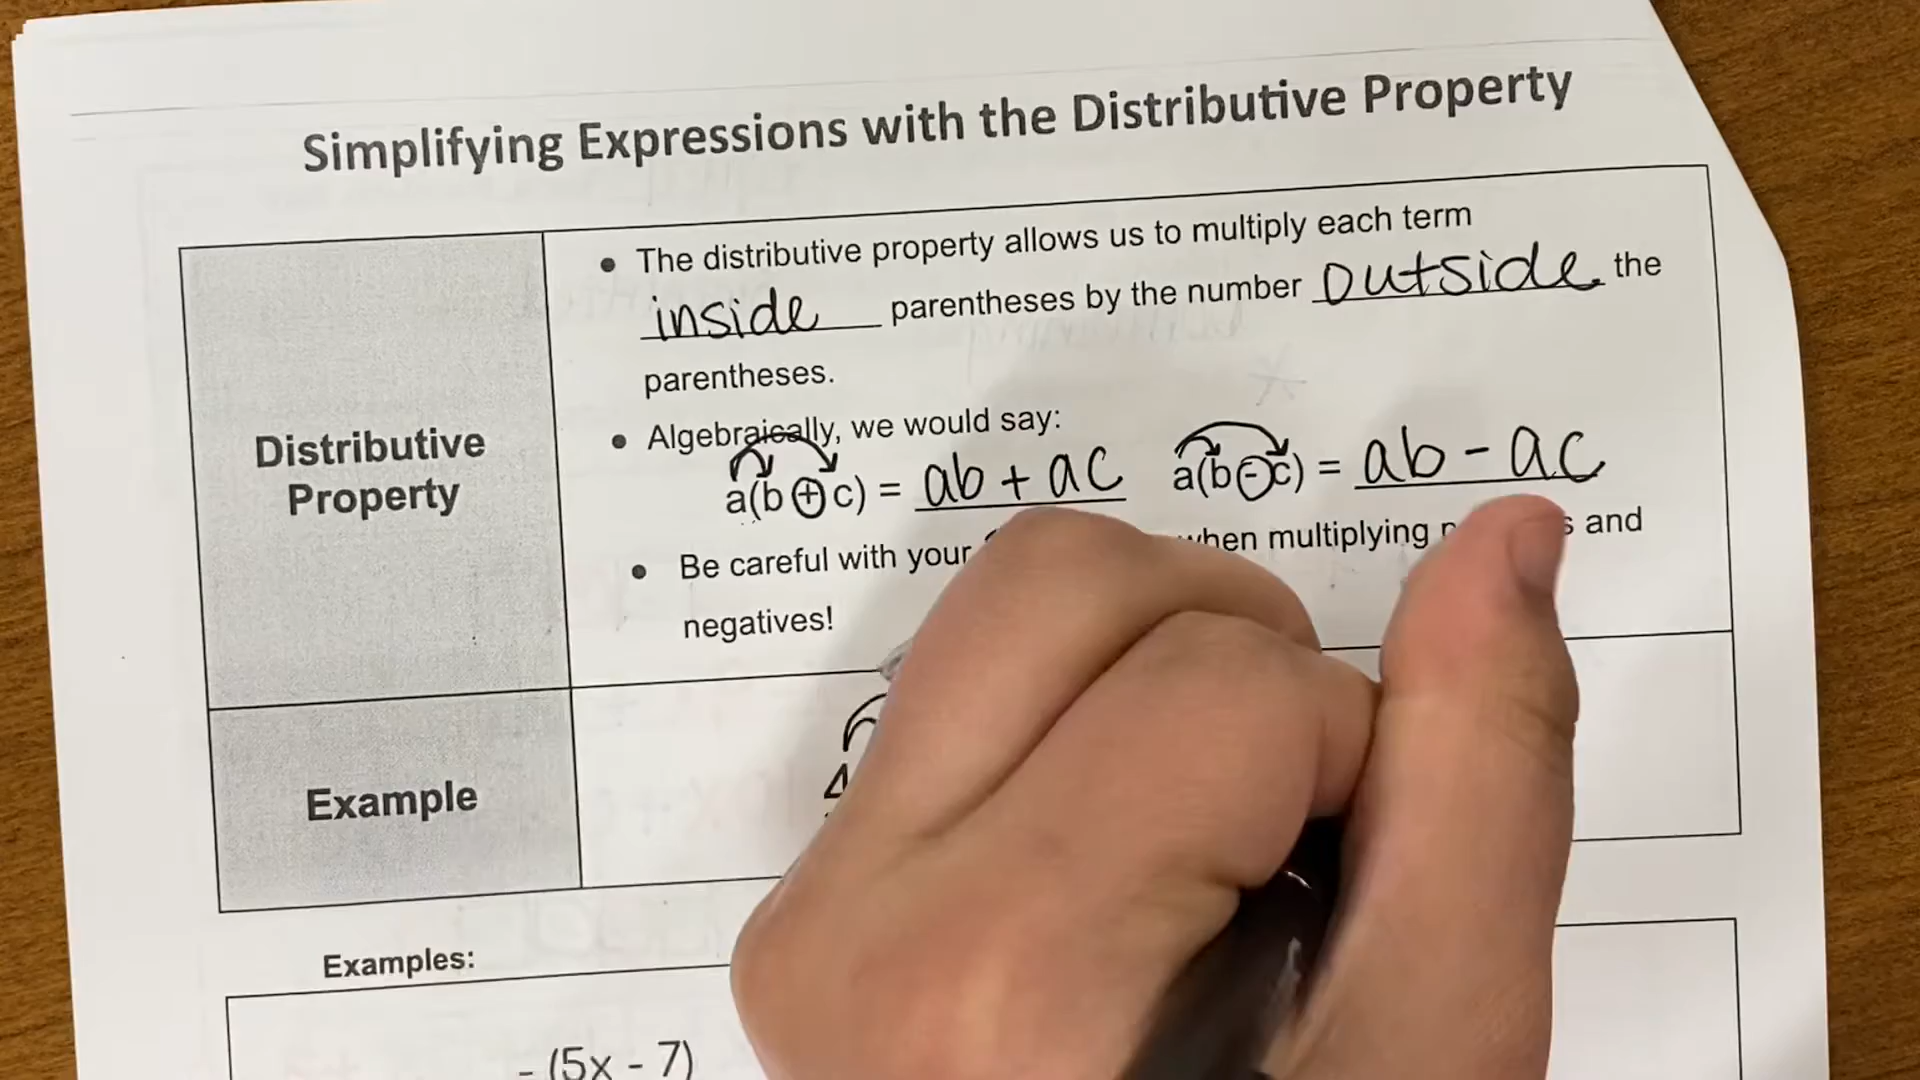 Simplifying Expressions with the Distributive Property
Distributive
Property
• The distributive property allows us to multiply each term
inside parentheses by the number outside the
parentheses.
• Algebraically, we would say:
a(b + c) = ab + ac a(b - c) = ab - ac
• Be careful with your when multiplying and
negatives!
Example
4
Examples:
- (5x - 7)